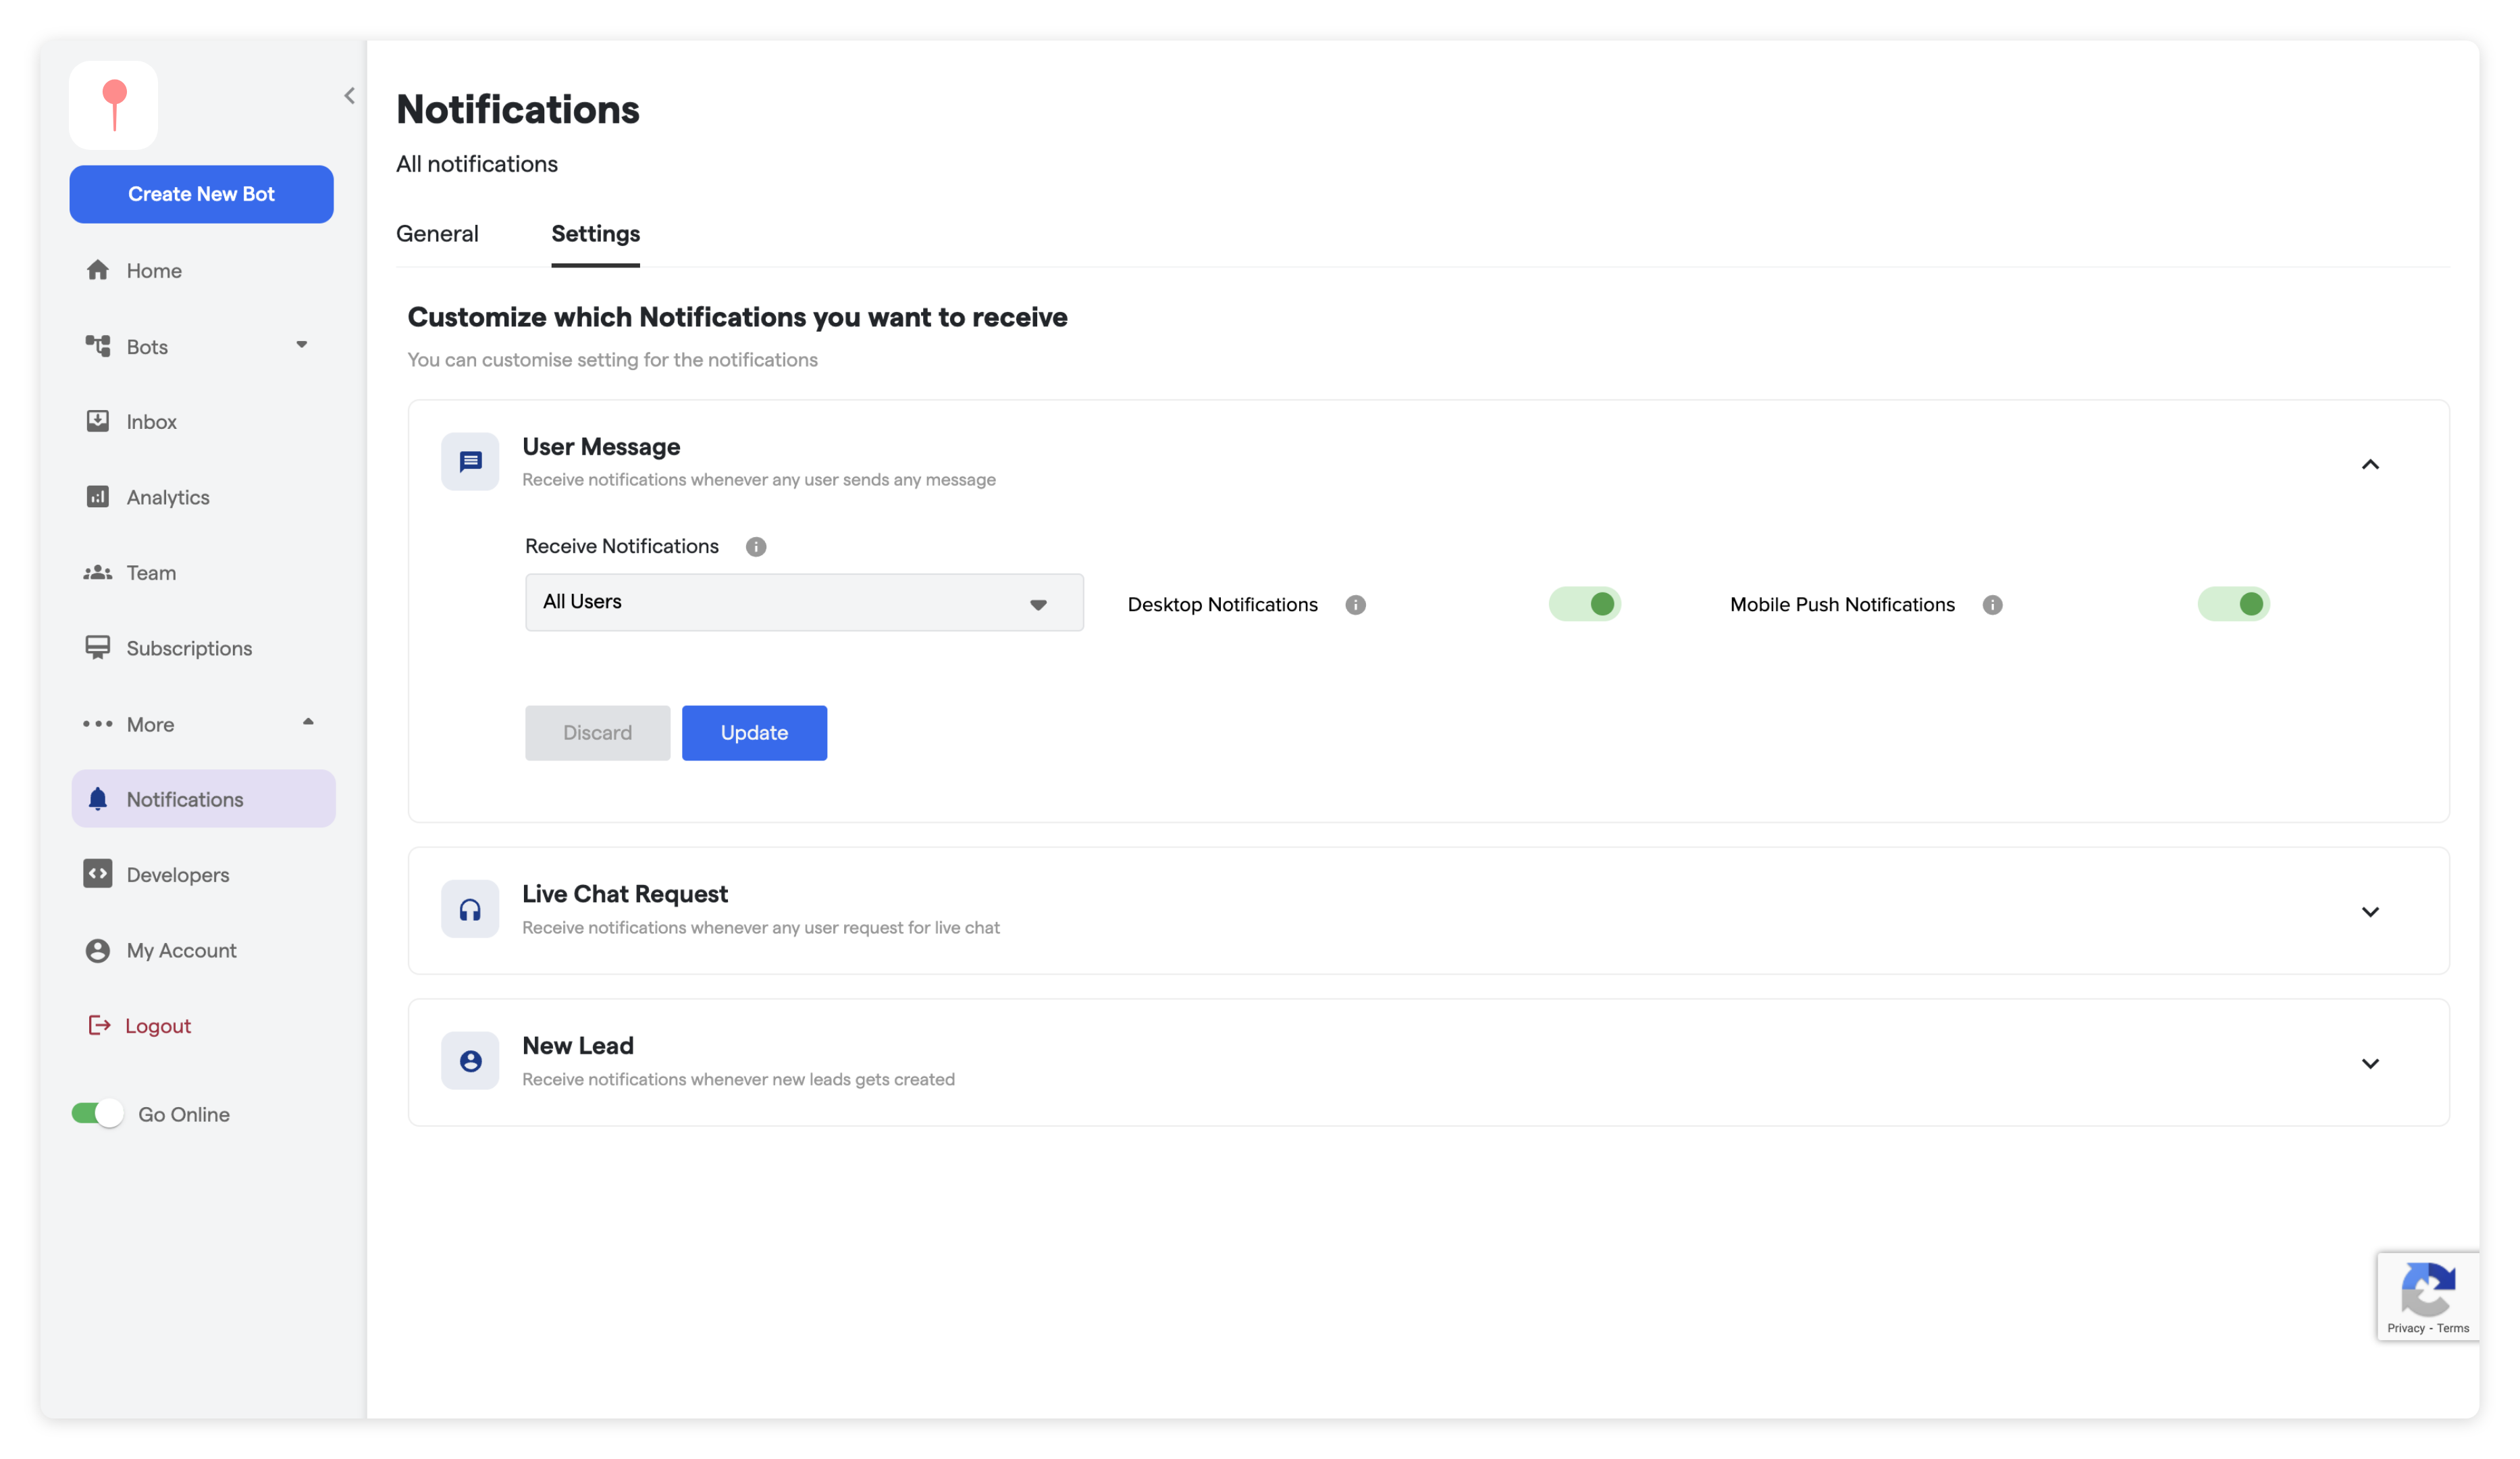 Create New Bot
Home
Bots
Inbox
Analytics
Team
Subscriptions
More
Notifications
Developers
My Account
Logout
Go Online
Notifications
All notifications
General
Settings
Customize which Notifications you want to receive
You can customise setting for the notifications
User Message
Receive notifications whenever any user sends any message
Receive Notifications
All Users
Desktop Notifications
Mobile Push Notifications
Discard
Update
Live Chat Request
Receive notifications whenever any user request for live chat
New Lead
Receive notifications whenever new leads gets created
Privacy - Terms